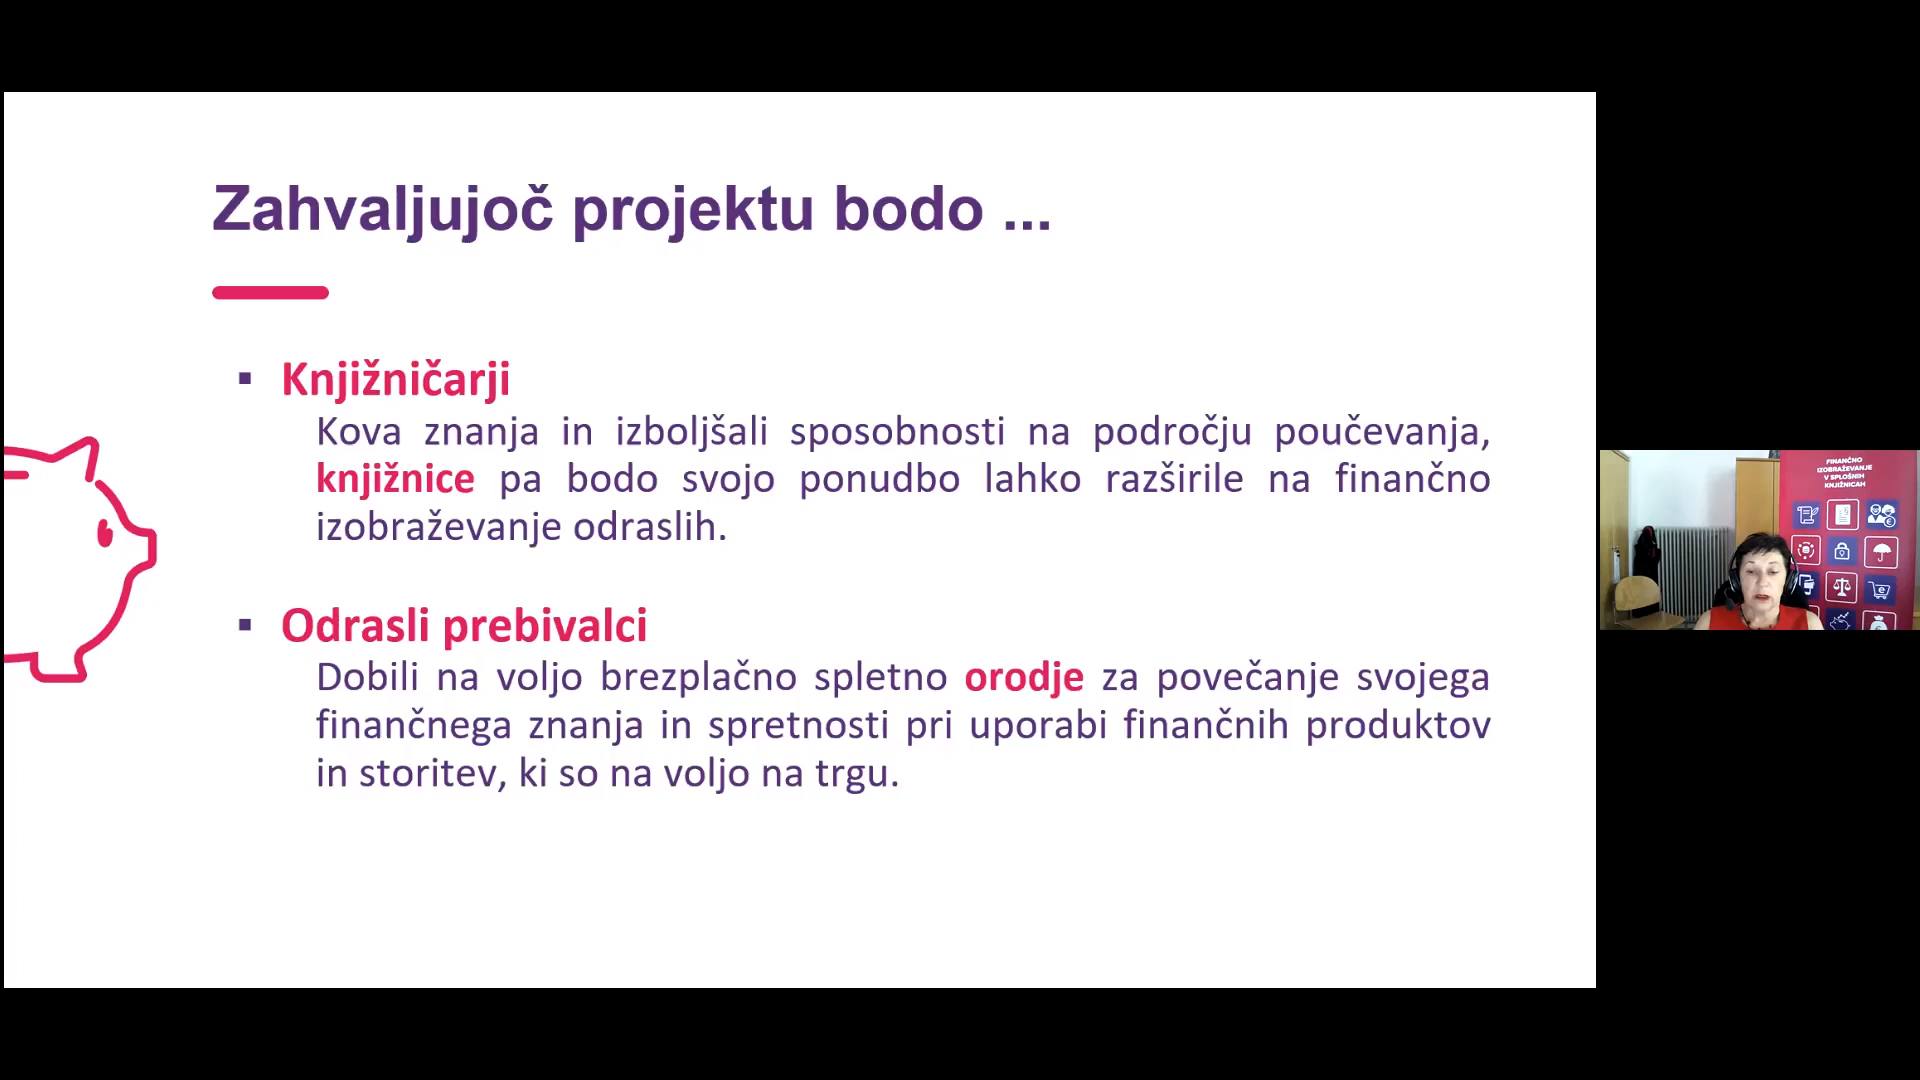 Zahvaljujoč projektu bodo ...
▪ Knjižničarji
Kova znanja in izboljšali sposobnosti na področju poučevanja,
knjižnice pa bodo svojo ponudbo lahko razširile na finančno
izobraževanje odraslih.
▪ Odrasli prebivalci
Dobili na voljo brezplačno spletno orodje za povečanje svojega
finančnega znanja in spretnosti pri uporabi finančnih produktov
in storitev, ki so na voljo na trgu.
FINANČNO
IZOBRAŽEVANJE
V SPLOŠNIH
KNJIŽNICAH